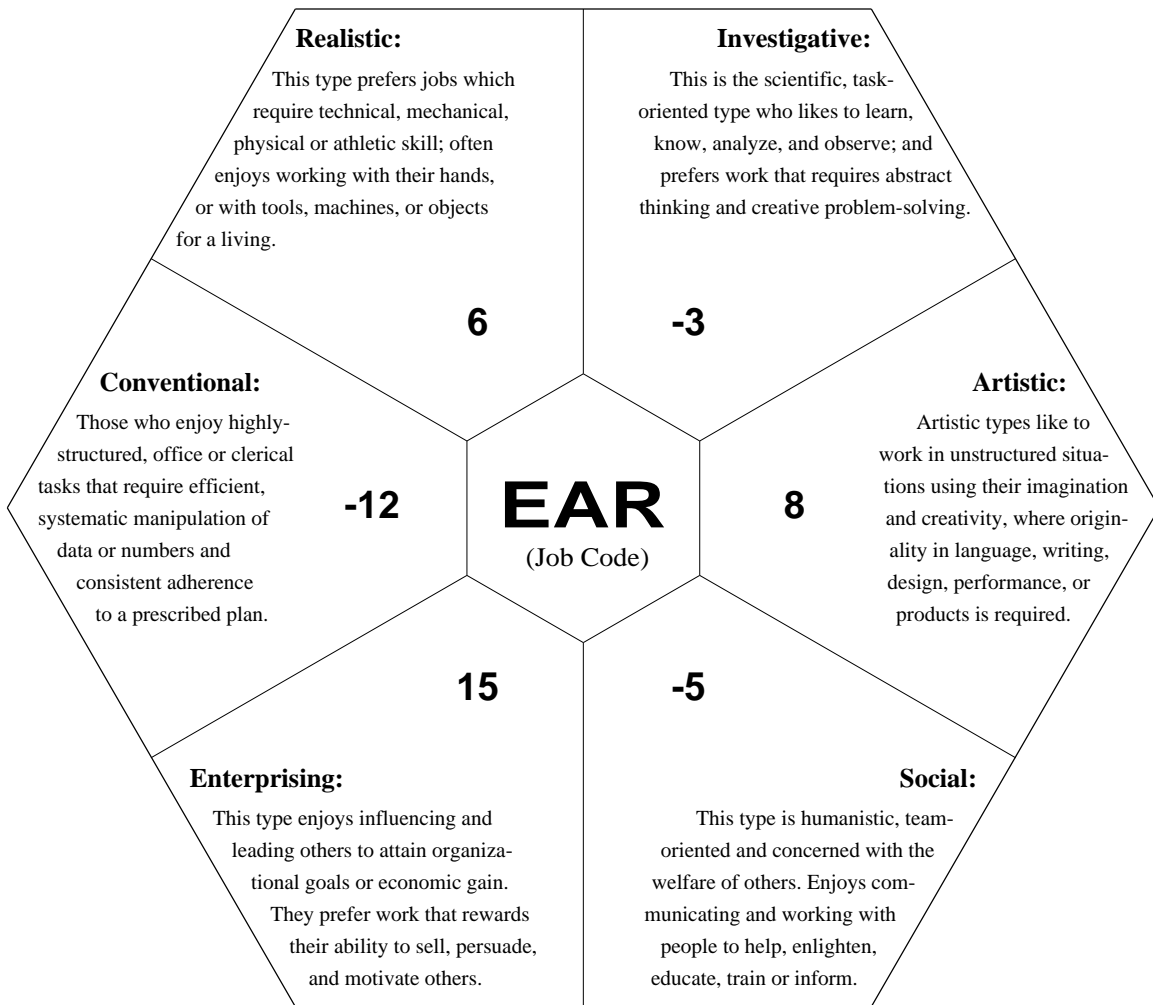 Realistic:
This type prefers jobs which
require technical, mechanical,
physical or athletic skill; often
enjoys working with their hands,
or with tools, machines, or objects
for a living.
6
Investigative:
This is the scientific, task-
oriented type who likes to learn,
know, analyze, and observe; and
prefers work that requires abstract
thinking and creative problem-solving.
-3
Conventional:
Those who enjoy highly-
structured, office or clerical
tasks that require efficient,
systematic manipulation of
data or numbers and
consistent adherence
to a prescribed plan.
-12
EAR
(Job Code)
Artistic:
Artistic types like to
work in unstructured situa-
tions using their imagination
and creativity, where origin-
ality in language, writing,
design, performance, or
products is required.
8
Enterprising:
This type enjoys influencing and
leading others to attain organiza-
tional goals or economic gain.
They prefer work that rewards
their ability to sell, persuade,
and motivate others.
15
Social:
This type is humanistic, team-
oriented and concerned with the
welfare of others. Enjoys com-
municating and working with
people to help, enlighten,
educate, train or inform.
-5